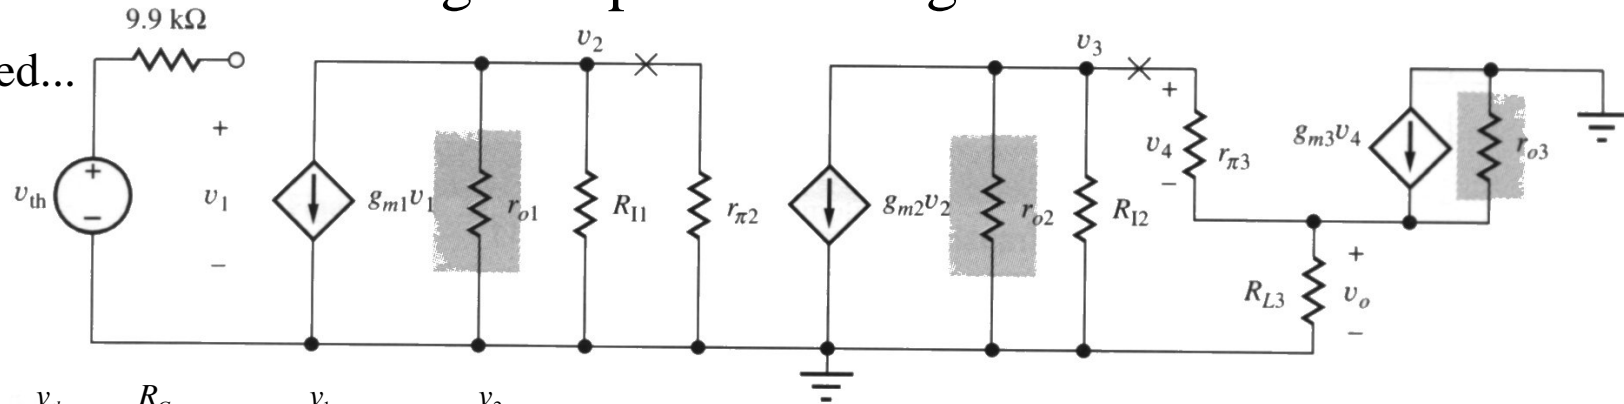 9.9 kΩ
ed...
v2
v3
+
v1
−
+
−
vth
gm1v1
ro1
RI1
rπ2
gm2v2
ro2
RI2
+
v4
−
rπ3
gm3v4
ro3
RL3
+
vo
−